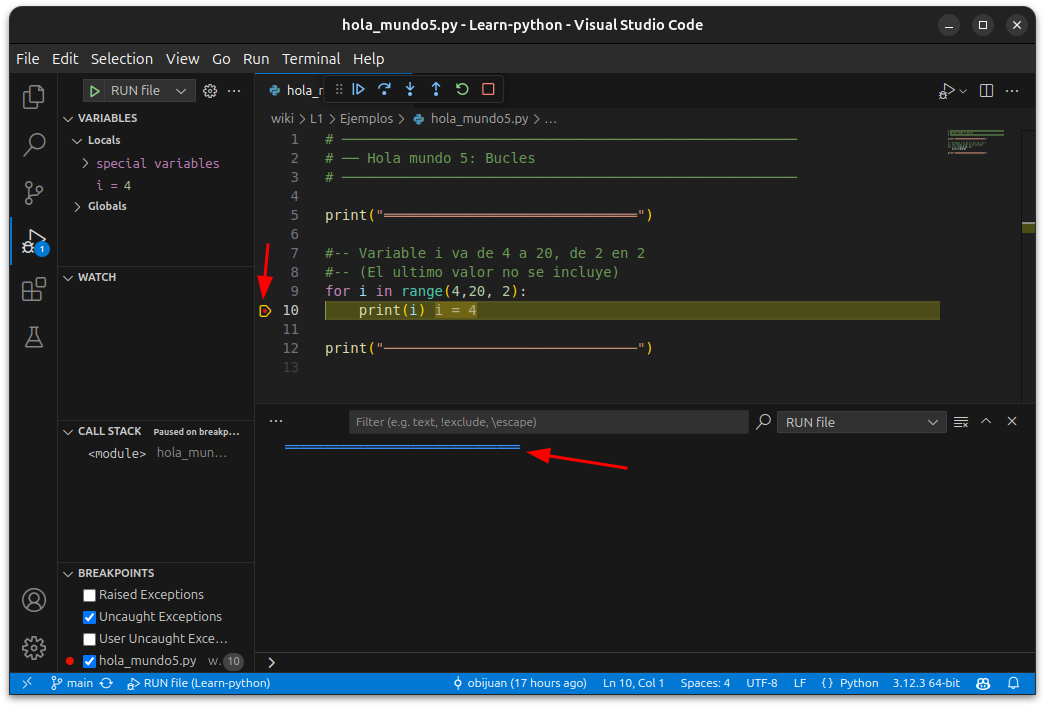 hola_mundo5.py - Learn-python - Visual Studio Code
File Edit Selection View Go Run Terminal Help
RUN file
hola_r
VARIABLES
Locals
special variables
i = 4
Globals
WATCH
CALL STACK Paused on breakp...
<module> hola_mun...
BREAKPOINTS
Raised Exceptions
Uncaught Exceptions
User Uncaught Exce...
hola_mundo5.py w. 10
1
wiki > L1 > Ejemplos > hola_mundo5.py > ...
1 # ────────────────────────────────────────
2 # ── Hola mundo 5: Bucles
3 # ────────────────────────────────────────
4
5 print("══════════════════════════════")
6
7 #-- Variable i va de 4 a 20, de 2 en 2
8 #-- (El ultimo valor no se incluye)
9 for i in range(4,20, 2):
10 print(i) i = 4
11
12 print("──────────────────────────────")
13
Filter (e.g. text, !exclude, \escape)
RUN file
══════════════════════════════
>
main RUN file (Learn-python) obijuan (17 hours ago) Ln 10, Col 1 Spaces: 4 UTF-8 LF {} Python 3.12.3 64-bit